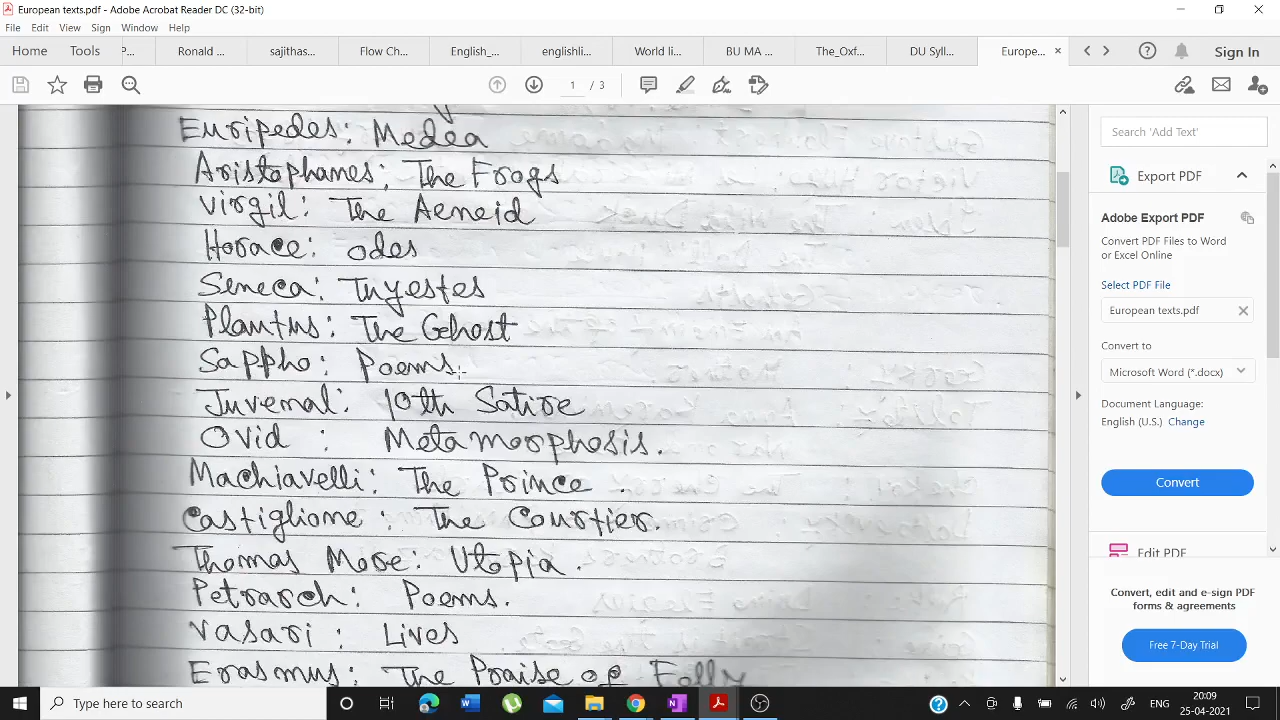 European texts.pdf - Adobe Acrobat Reader DC (32-bit)
File Edit View Sign Window Help
Home Tools P... Ronald ... sajithas... Flow Ch... English_... englishli... World li... BU MA ... The_Oxf... DU Syll... Europe... ×
Sign In
1 / 3
Euripedes: Medea
Aristophanes: The Frogs
Virgil: The Aeneid
Horace: Odes
Seneca: Thyestes
Plautus: The Gehost
Sappho: Poems.
Juvenal: 10th Satire
Ovid : Metamorphosis.
Machiavelli: The Prince.
Castiglione: The Courtier.
Thomas More: Utopia.
Petrarch: Poems.
Vasari: Lives
Erasmus: The Praise of Folly
Search 'Add Text'
Export PDF
Adobe Export PDF
Convert PDF Files to Word
or Excel Online
Select PDF File
European texts.pdf
Convert to
Microsoft Word (*.docx)
Document Language:
English (U.S.) Change
Convert
Edit PDF
Convert, edit and e-sign PDF
forms & agreements
Free 7-Day Trial
Type here to search
ENG
20:09
25-04-2021